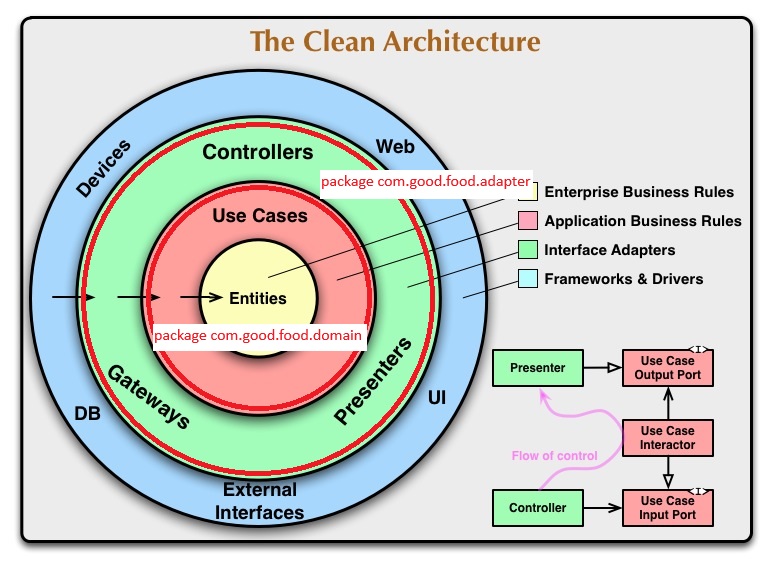 The Clean Architecture
Devices
Web
Controllers
package com.good.food.adapter
Enterprise Business Rules
Use Cases
Application Business Rules
Interface Adapters
Frameworks & Drivers
Entities
package com.good.food.domain
Gateways
Presenters
DB
UI
External
Interfaces
Presenter
<I>
Use Case
Output Port
Use Case
Interactor
Flow of control
Controller
<I>
Use Case
Input Port